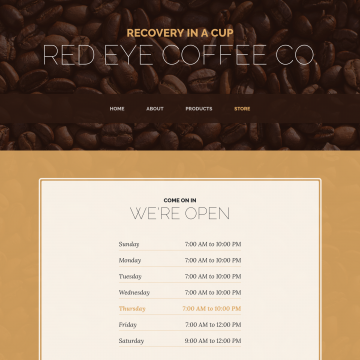 RECOVERY IN A CUP
RED EYE COFFEE CO.
HOME ABOUT PRODUCTS STORE
COME ON IN
WE'RE OPEN
Sunday 7:00 AM to 10:00 PM
Monday 7:00 AM to 10:00 PM
Tuesday 7:00 AM to 10:00 PM
Wednesday 7:00 AM to 10:00 PM
Thursday 7:00 AM to 10:00 PM
Friday 7:00 AM to 12:00 PM
Saturday 9:00 AM to 12:00 PM